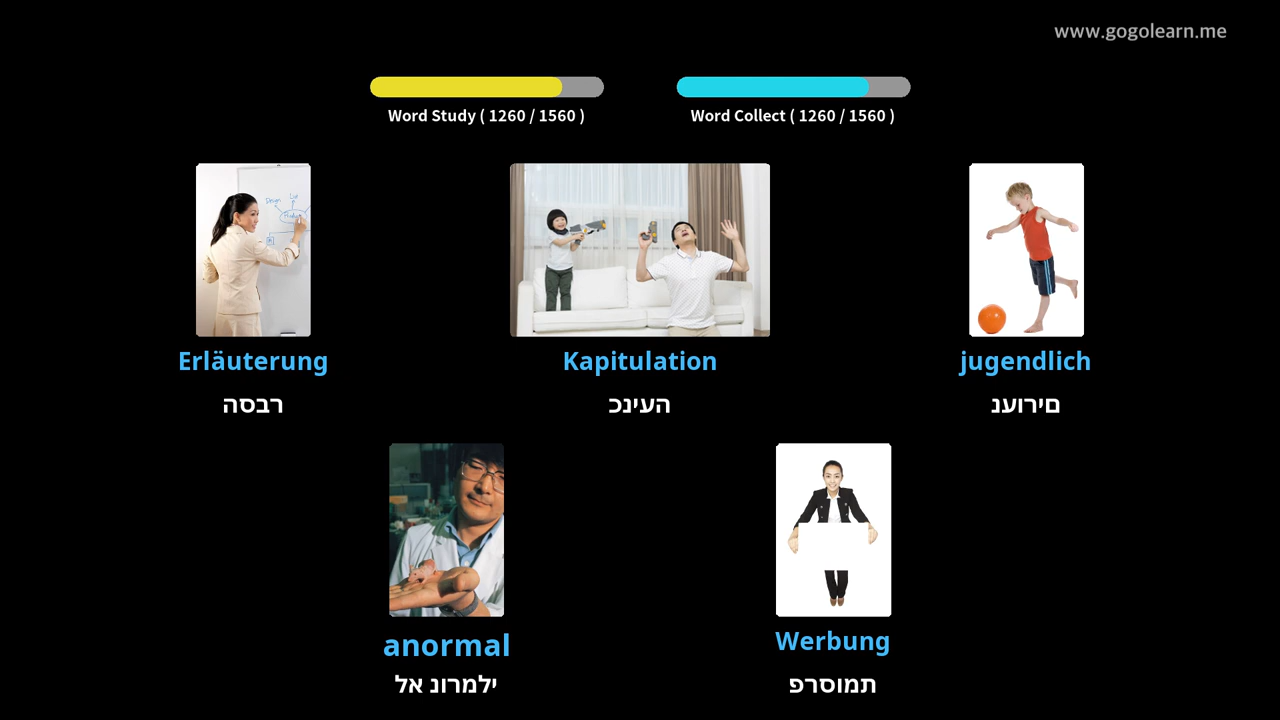 www.gogolearn.me
Word Study ( 1260 / 1560 )
Word Collect ( 1260 / 1560 )
Erläuterung
רבסה
Kapitulation
העינכ
jugendlich
םירוענ
anormal
ילמרונ אל
Werbung
תמוסרפ